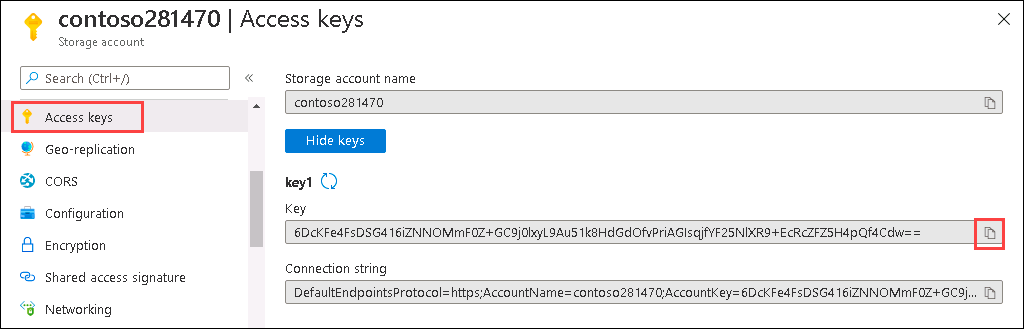 contoso281470 | Access keys
Storage account
Search (Ctrl+/)
«
Access keys
Geo-replication
CORS
Configuration
Encryption
Shared access signature
Networking
Storage account name
contoso281470
Hide keys
key1
Key
6DcKFe4FsDSG416iZNNOMmF0Z+GC9j0lxyL9Au51k8HdGdOfvPriAGlsqjfYF25NlXR9+EcRcZFZ5H4pQf4Cdw==
Connection string
DefaultEndpointsProtocol=https;AccountName=contoso281470;AccountKey=6DcKFe4FsDSG416iZNNOMmF0Z+GC9j...